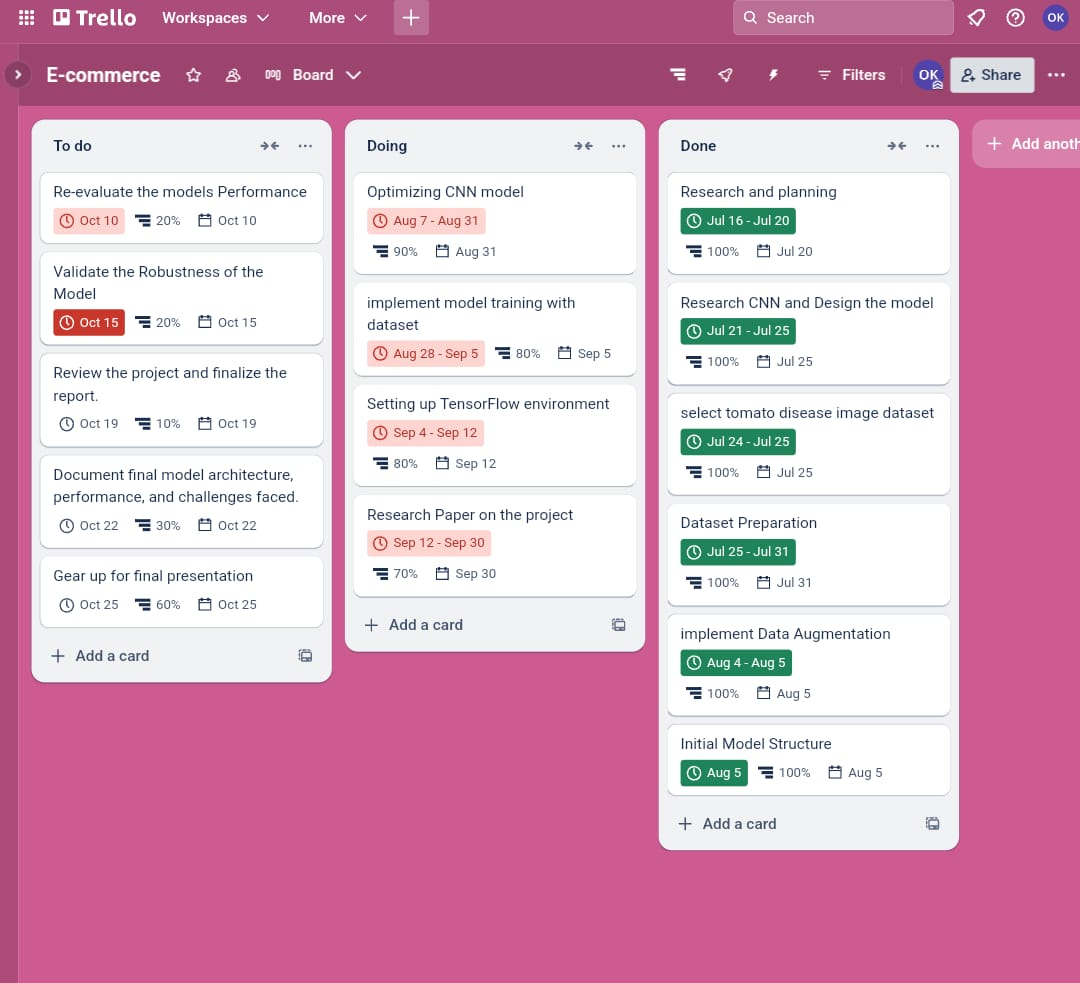 Trello
Workspaces
More
Search
OK
E-commerce
Board
Filters
OK
Share
To do
Re-evaluate the models Performance
Oct 10 20% Oct 10
Validate the Robustness of the
Model
Oct 15 20% Oct 15
Review the project and finalize the
report.
Oct 19 10% Oct 19
Document final model architecture,
performance, and challenges faced.
Oct 22 30% Oct 22
Gear up for final presentation
Oct 25 60% Oct 25
Add a card
Doing
Optimizing CNN model
Aug 7 - Aug 31
90% Aug 31
implement model training with
dataset
Aug 28 - Sep 5 80% Sep 5
Setting up TensorFlow environment
Sep 4 - Sep 12
80% Sep 12
Research Paper on the project
Sep 12 - Sep 30
70% Sep 30
Add a card
Done
Research and planning
Jul 16 - Jul 20
100% Jul 20
Research CNN and Design the model
Jul 21 - Jul 25
100% Jul 25
select tomato disease image dataset
Jul 24 - Jul 25
100% Jul 25
Dataset Preparation
Jul 25 - Jul 31
100% Jul 31
implement Data Augmentation
Aug 4 - Aug 5
100% Aug 5
Initial Model Structure
Aug 5 100% Aug 5
Add a card
Add anoth